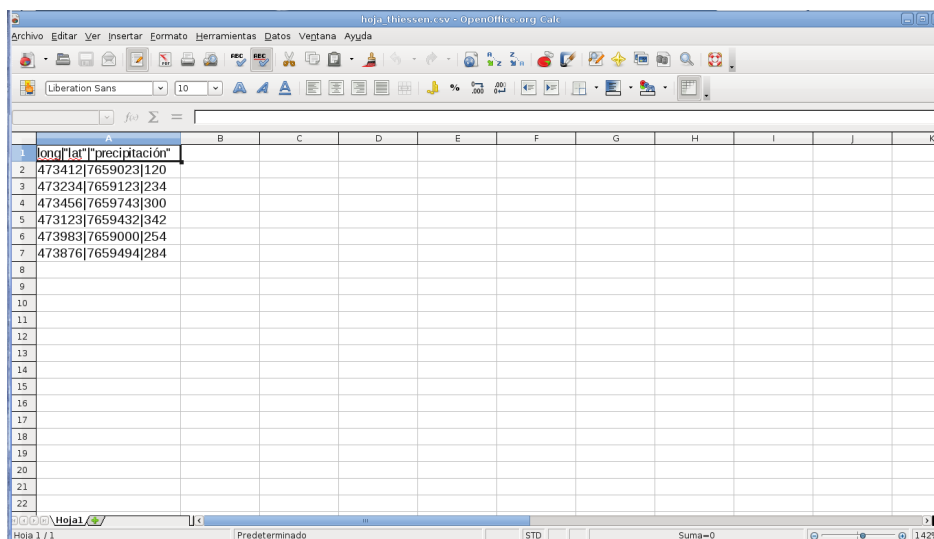 hoja_thiessen.csv - OpenOffice.org Calc
Archivo Editar Ver Insertar Formato Herramientas Datos Ventana Ayuda
Liberation Sans 10
f(x) Σ =
A B C D E F G H I J K
1 long|"lat"|"precipitación"
2 473412|7659023|120
3 473234|7659123|234
4 473456|7659743|300
5 473123|7659432|342
6 473983|7659000|254
7 473876|7659494|284
8
9
10
11
12
13
14
15
16
17
18
19
20
21
22
Hoja1
Hoja 1 / 1 Predeterminado STD Suma=0 142%